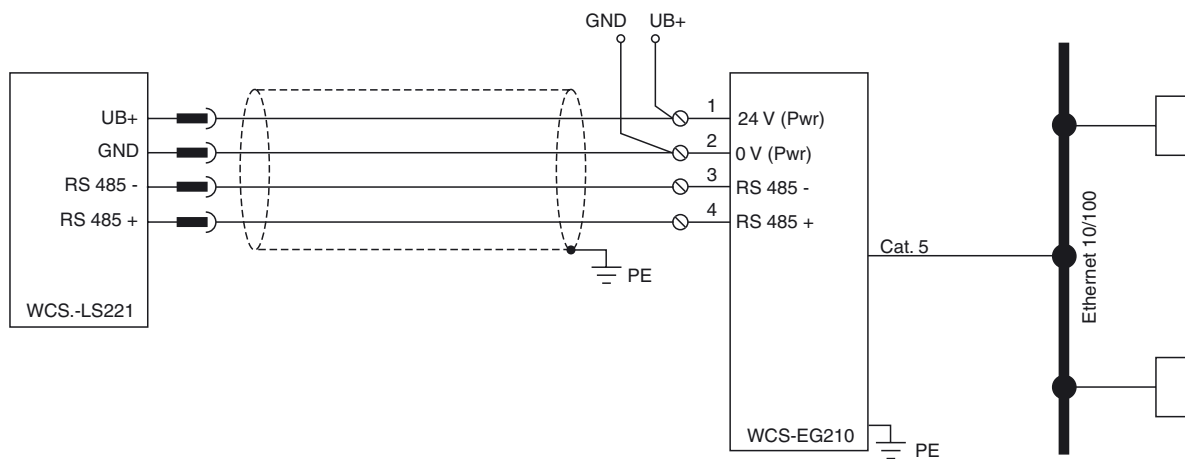 GND UB+
UB+
GND
RS 485 -
RS 485 +
WCS.-LS221
PE
1
2
3
4
24 V (Pwr)
0 V (Pwr)
RS 485 -
RS 485 +
WCS-EG210
PE
Cat. 5
Ethernet 10/100